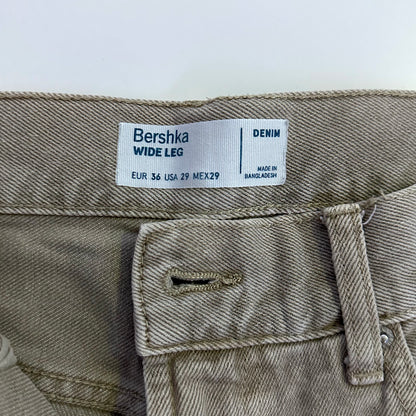 Bershka
WIDE LEG
EUR 36 USA 29 MEX29
DENIM
MADE IN
BANGLADESH